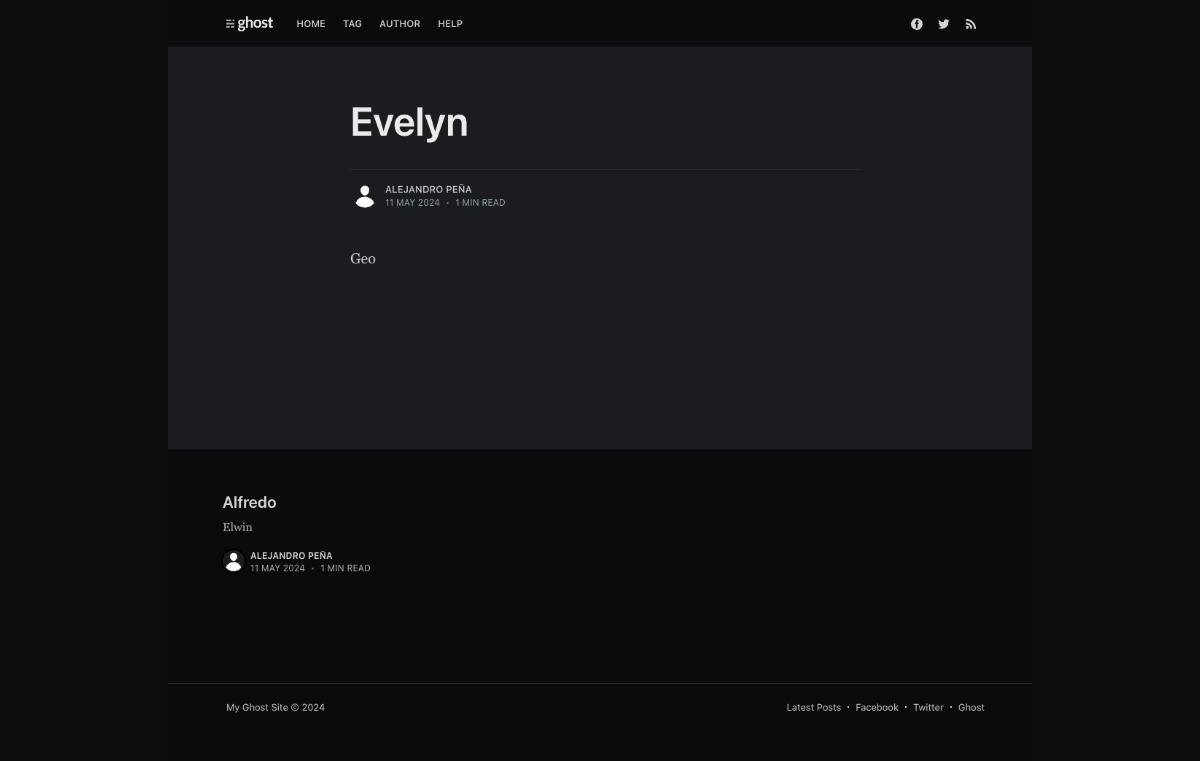 ghost HOME TAG AUTHOR HELP
Evelyn
ALEJANDRO PEÑA
11 MAY 2024 • 1 MIN READ
Geo
Alfredo
Elwin
ALEJANDRO PEÑA
11 MAY 2024 • 1 MIN READ
My Ghost Site © 2024 Latest Posts • Facebook • Twitter • Ghost